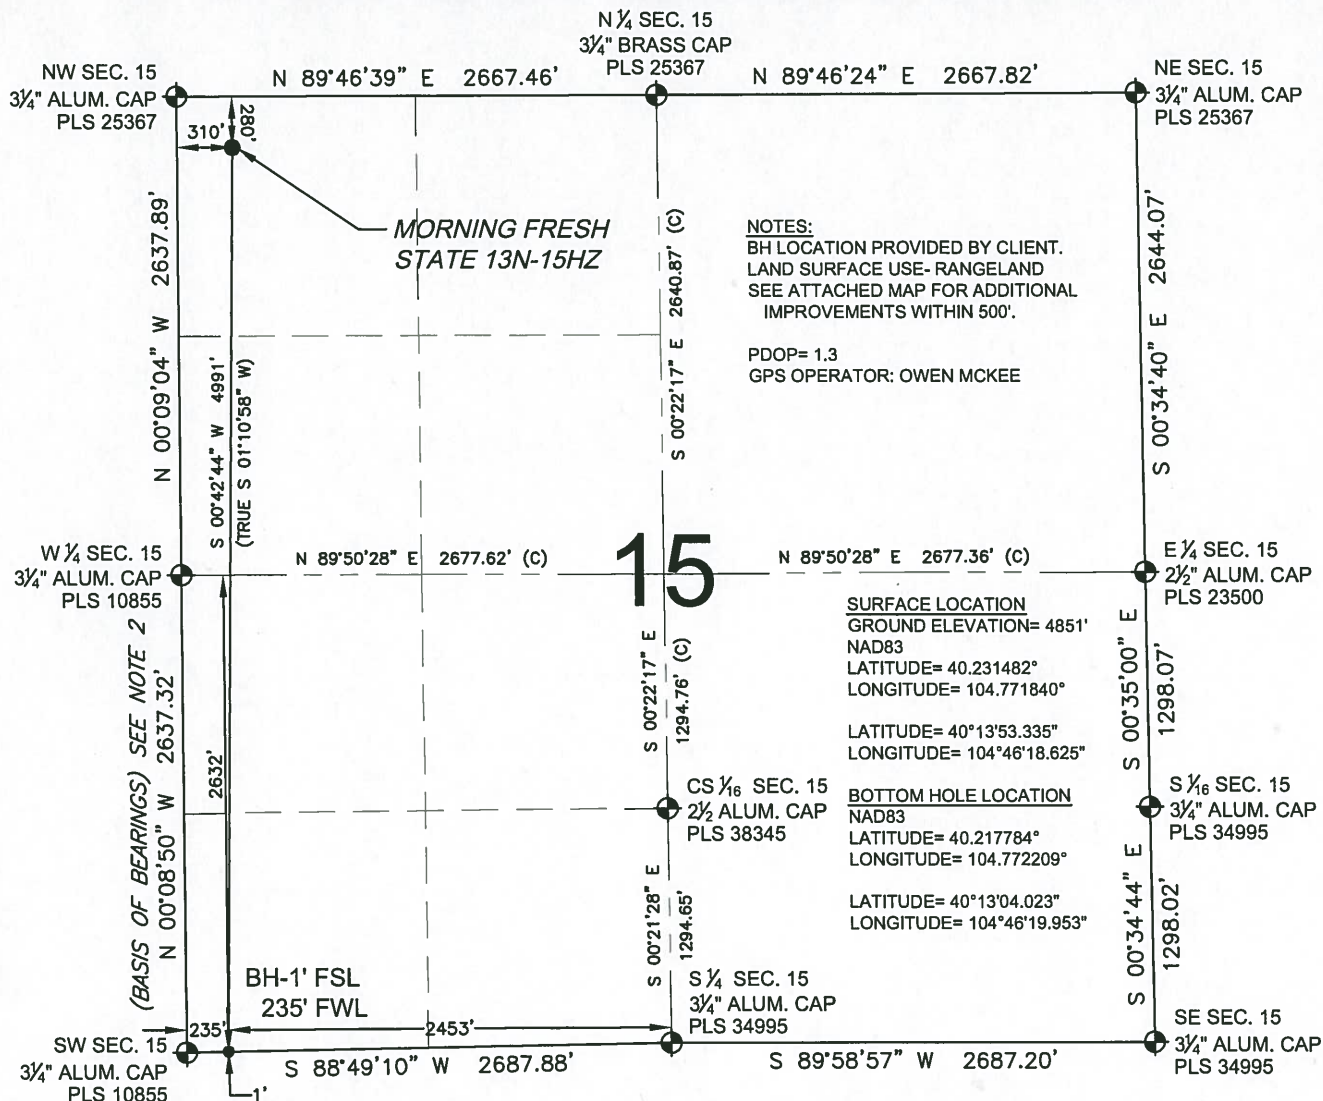 N ¼ SEC. 15
3¼" BRASS CAP
PLS 25367
NW SEC. 15
3¼" ALUM. CAP
PLS 25367
N 89°46'39" E 2667.46'
N 89°46'24" E 2667.82'
NE SEC. 15
3¼" ALUM. CAP
PLS 25367
310'
280'
MORNING FRESH
STATE 13N-15HZ
N 00°09'04" W 2637.89'
S 00°42'44" W 4991'
(TRUE S 01°10'58" W)
S 00°22'17" E 2640.87' (C)
NOTES:
BH LOCATION PROVIDED BY CLIENT.
LAND SURFACE USE- RANGELAND
SEE ATTACHED MAP FOR ADDITIONAL
IMPROVEMENTS WITHIN 500'.
PDOP= 1.3
GPS OPERATOR: OWEN MCKEE
S 00°34'40" E 2644.07'
W ¼ SEC. 15
3¼" ALUM. CAP
PLS 10855
N 89°50'28" E 2677.62' (C)
15
N 89°50'28" E 2677.36' (C)
E ¼ SEC. 15
2½" ALUM. CAP
PLS 23500
(BASIS OF BEARINGS) SEE NOTE 2
N 00°08'50" W 2637.32'
2632'
S 00°22'17" E
1294.76' (C)
SURFACE LOCATION
GROUND ELEVATION= 4851'
NAD83
LATITUDE= 40.231482°
LONGITUDE= 104.771840°
LATITUDE= 40°13'53.335"
LONGITUDE= 104°46'18.625"
S 00°35'00" E
1298.07'
CS 1⁄16 SEC. 15
2½ ALUM. CAP
PLS 38345
BOTTOM HOLE LOCATION
NAD83
LATITUDE= 40.217784°
LONGITUDE= 104.772209°
LATITUDE= 40°13'04.023"
LONGITUDE= 104°46'19.953"
S 1⁄16 SEC. 15
3¼" ALUM. CAP
PLS 34995
S 00°21'28" E
1294.65'
S 00°34'44" E
1298.02'
BH-1' FSL
235' FWL
S ¼ SEC. 15
3¼" ALUM. CAP
PLS 34995
235'
2453'
SW SEC. 15
3¼" ALUM. CAP
PLS 10855
S 88°49'10" W 2687.88'
S 89°58'57" W 2687.20'
SE SEC. 15
3¼" ALUM. CAP
PLS 34995
1'